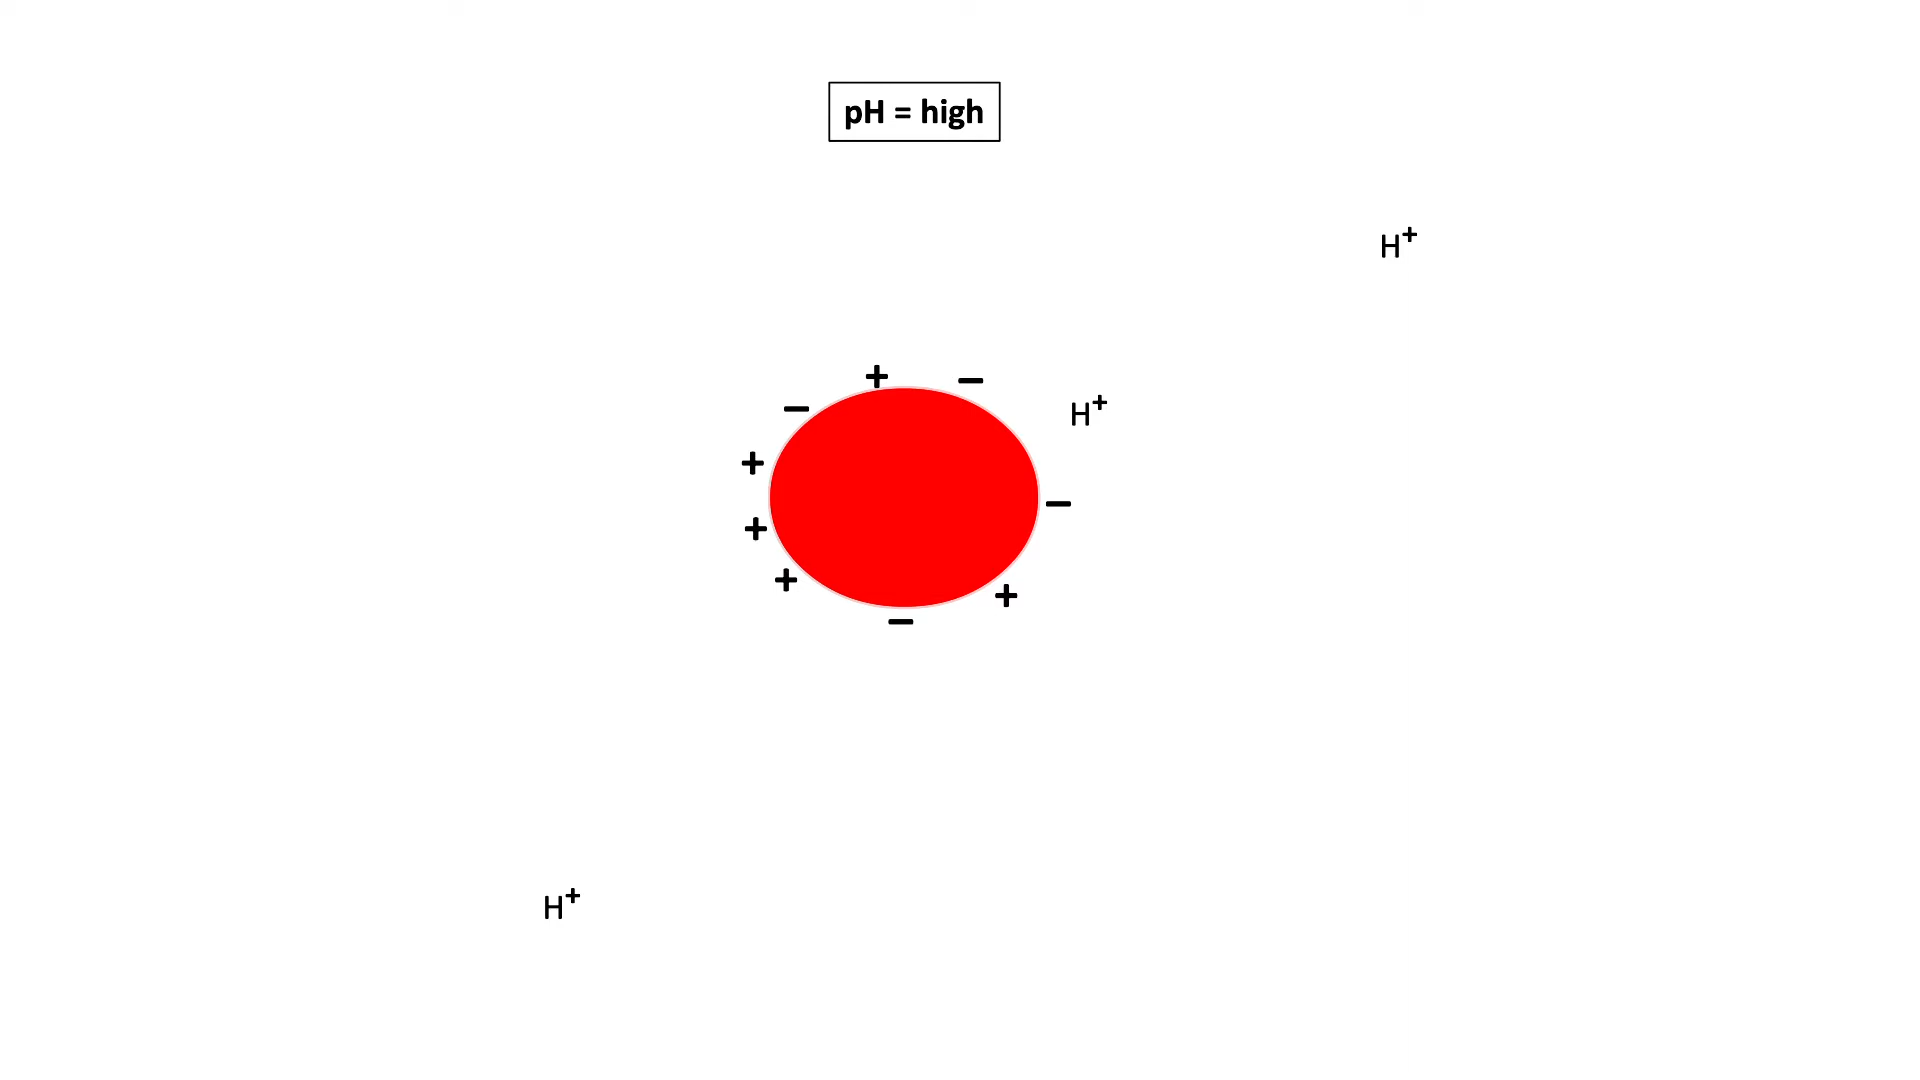 pH = high
H⁺
+ −
− H⁺
+
−
+
+
+
−
H⁺